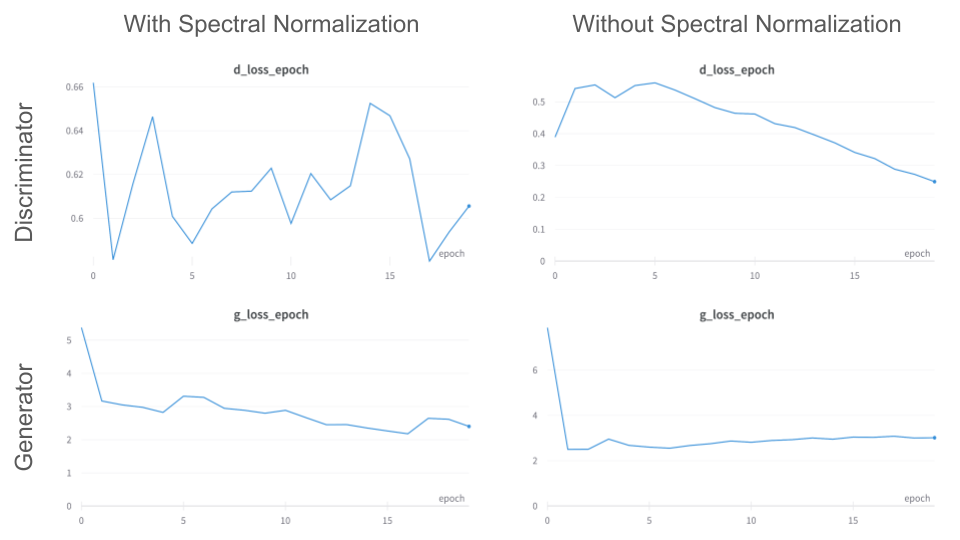 With Spectral Normalization
Without Spectral Normalization
Discriminator
d_loss_epoch
0.66
0.64
0.62
0.6
epoch
0 5 10 15
d_loss_epoch
0.5
0.4
0.3
0.2
0.1
0
epoch
0 5 10 15
Generator
g_loss_epoch
5
4
3
2
1
0
epoch
0 5 10 15
g_loss_epoch
6
4
2
0
epoch
0 5 10 15